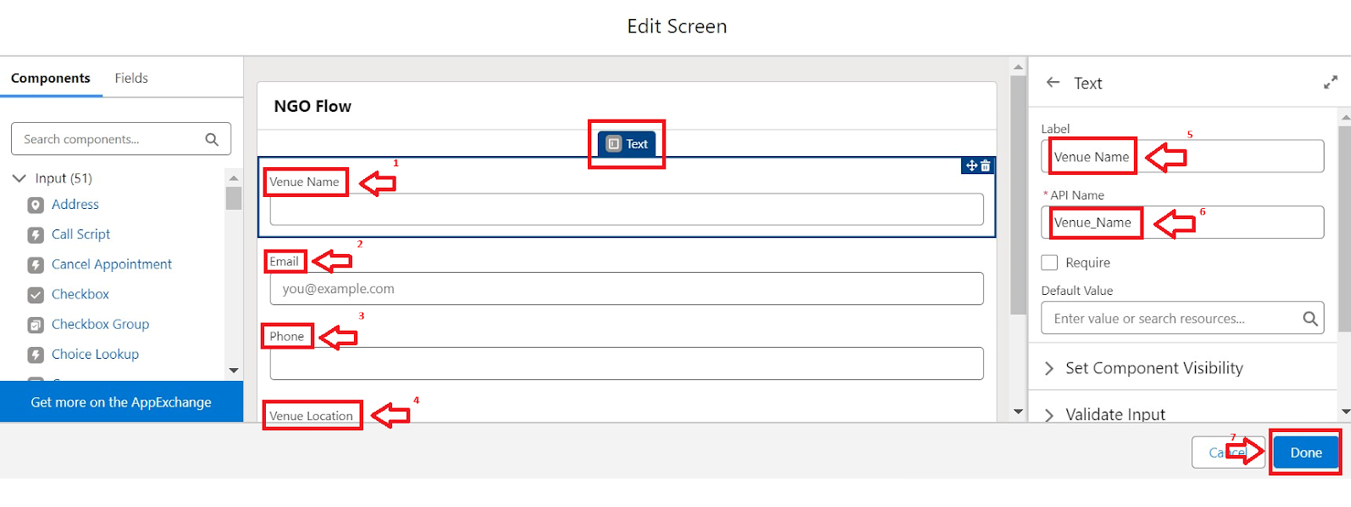 Edit Screen
Components
Fields
Search components...
Input (51)
Address
Call Script
Cancel Appointment
Checkbox
Checkbox Group
Choice Lookup
Get more on the AppExchange
NGO Flow
Text
Venue Name
1
Email
2
you@example.com
Phone
3
Venue Location
4
Text
Label
Venue Name
5
* API Name
Venue_Name
6
Require
Default Value
Enter value or search resources...
Set Component Visibility
Validate Input
Cancel
7
Done